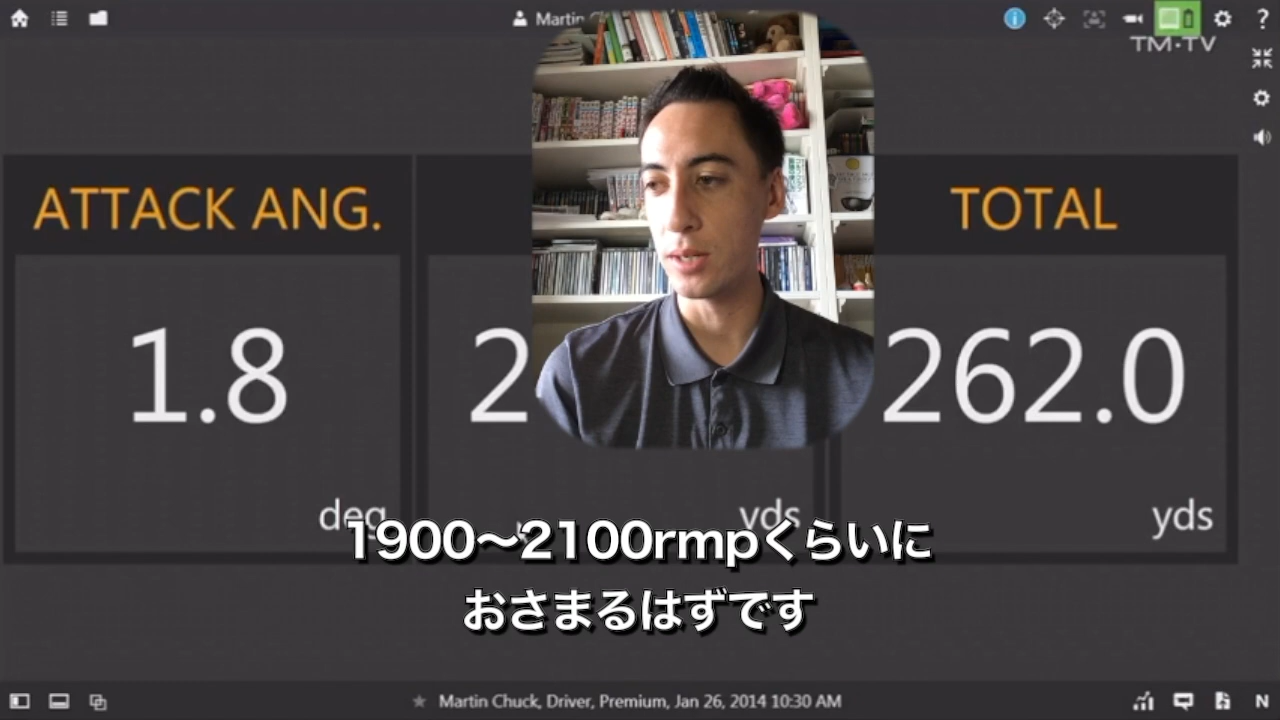 Martin
TM·TV
ATTACK ANG.
TOTAL
1.8
2
262.0
deg
yds
yds
1900〜2100rmpくらいに
おさまるはずです
Martin Chuck, Driver, Premium, Jan 26, 2014 10:30 AM
N